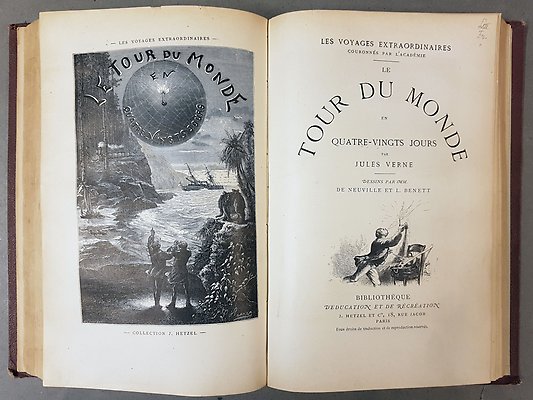 — LES VOYAGES EXTRAORDINAIRES —
LE TOUR DU MONDE
EN
QUATRE-VINGTS JOURS
— COLLECTION J. HETZEL —
LES VOYAGES EXTRAORDINAIRES
COURONNÉS PAR L'ACADÉMIE
LE
TOUR DU MONDE
EN
QUATRE-VINGTS JOURS
PAR
JULES VERNE
DESSINS PAR MM.
DE NEUVILLE ET L. BENETT
BIBLIOTHÈQUE
D'ÉDUCATION ET DE RÉCRÉATION
J. HETZEL ET Cie, 18, RUE JACOB
PARIS
Tous droits de traduction et de reproduction réservés.